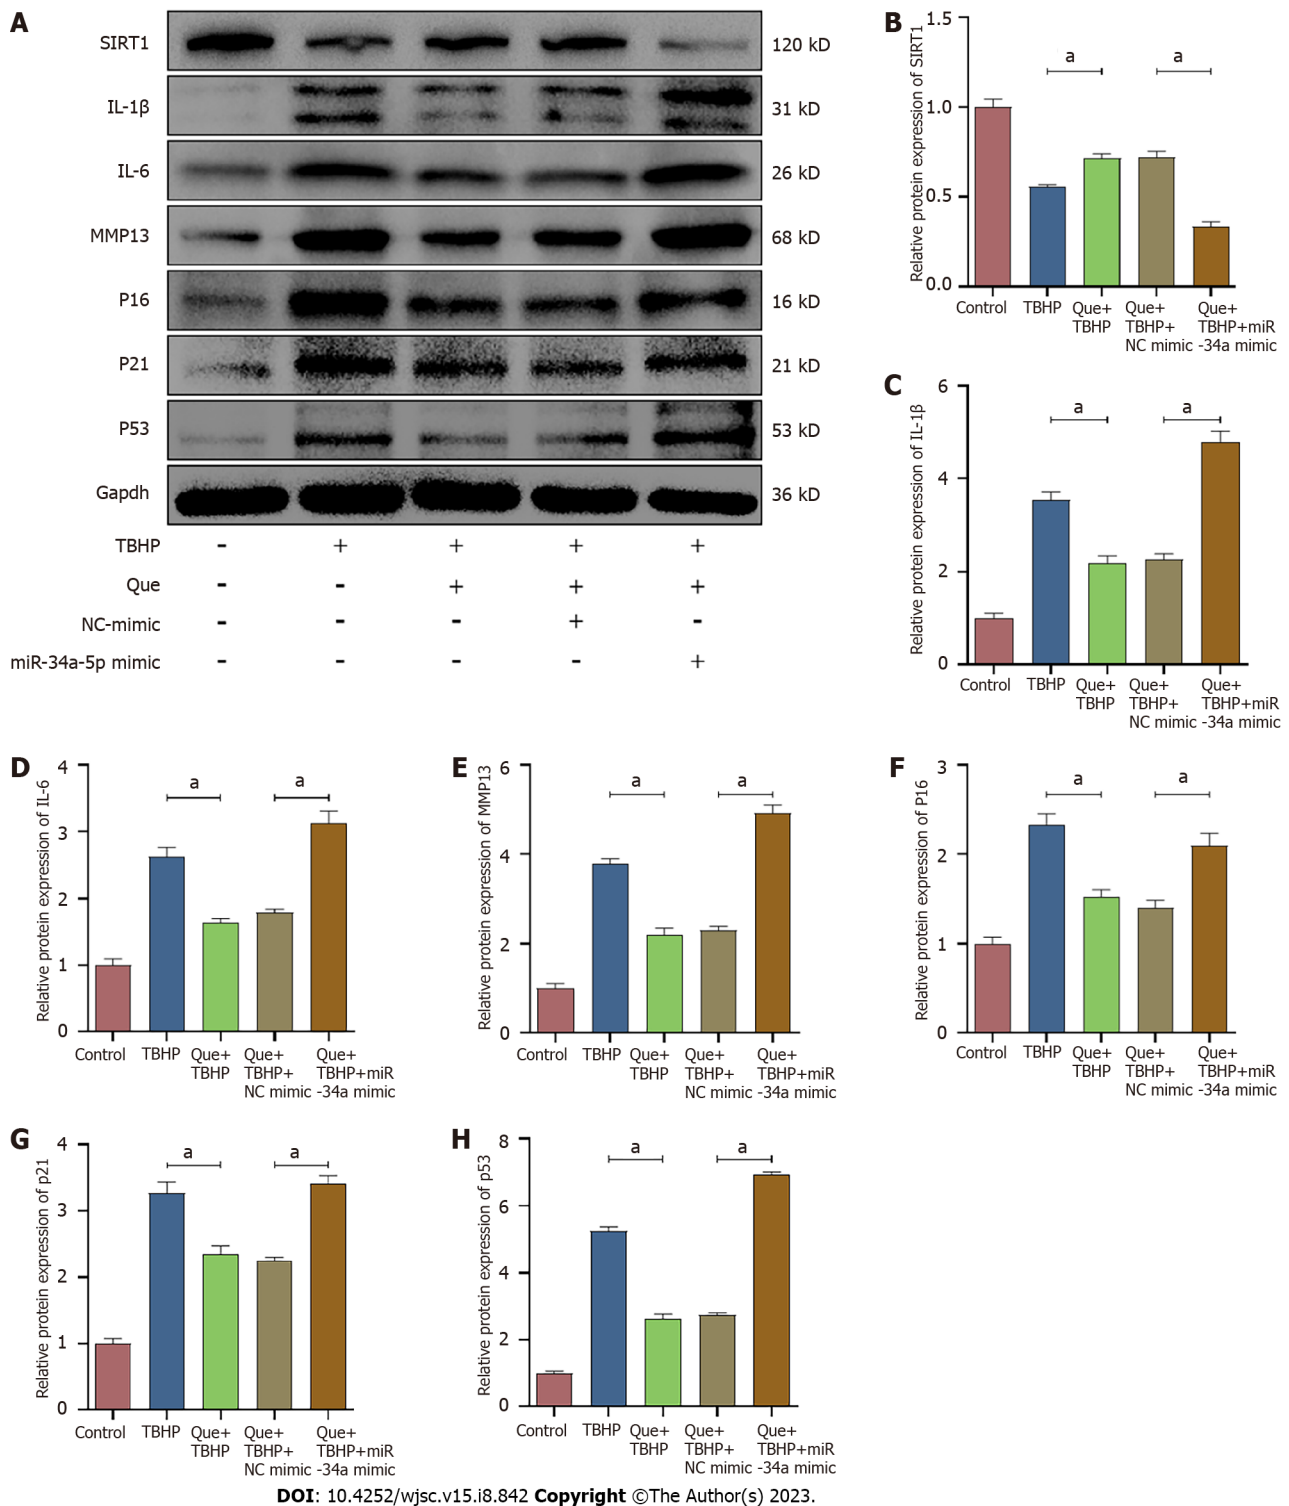 A
SIRT1 120 kD
IL-1β 31 kD
IL-6 26 kD
MMP13 68 kD
P16 16 kD
P21 21 kD
P53 53 kD
Gapdh 36 kD
TBHP - + + + +
Que - - + + +
NC-mimic - - - + -
miR-34a-5p mimic - - - - +
B
Relative protein expression of SIRT1
1.5
1.0
0.5
0.0
a a
Control TBHP Que+ Que+ Que+
TBHP TBHP+ TBHP+miR
NC mimic -34a mimic
C
Relative protein expression of IL-1β
6
4
2
0
a a
Control TBHP Que+ Que+ Que+
TBHP TBHP+ TBHP+miR
NC mimic -34a mimic
D
Relative protein expression of IL-6
4
3
2
1
0
a a
Control TBHP Que+ Que+ Que+
TBHP TBHP+ TBHP+miR
NC mimic -34a mimic
E
Relative protein expression of MMP13
6
4
2
0
a a
Control TBHP Que+ Que+ Que+
TBHP TBHP+ TBHP+miR
NC mimic -34a mimic
F
Relative protein expression of P16
3
2
1
0
a a
Control TBHP Que+ Que+ Que+
TBHP TBHP+ TBHP+miR
NC mimic -34a mimic
G
Relative protein expression of p21
4
3
2
1
0
a a
Control TBHP Que+ Que+ Que+
TBHP TBHP+ TBHP+miR
NC mimic -34a mimic
H
Relative protein expression of p53
8
6
4
2
0
a a
Control TBHP Que+ Que+ Que+
TBHP TBHP+ TBHP+miR
NC mimic -34a mimic
DOI: 10.4252/wjsc.v15.i8.842 Copyright ©The Author(s) 2023.